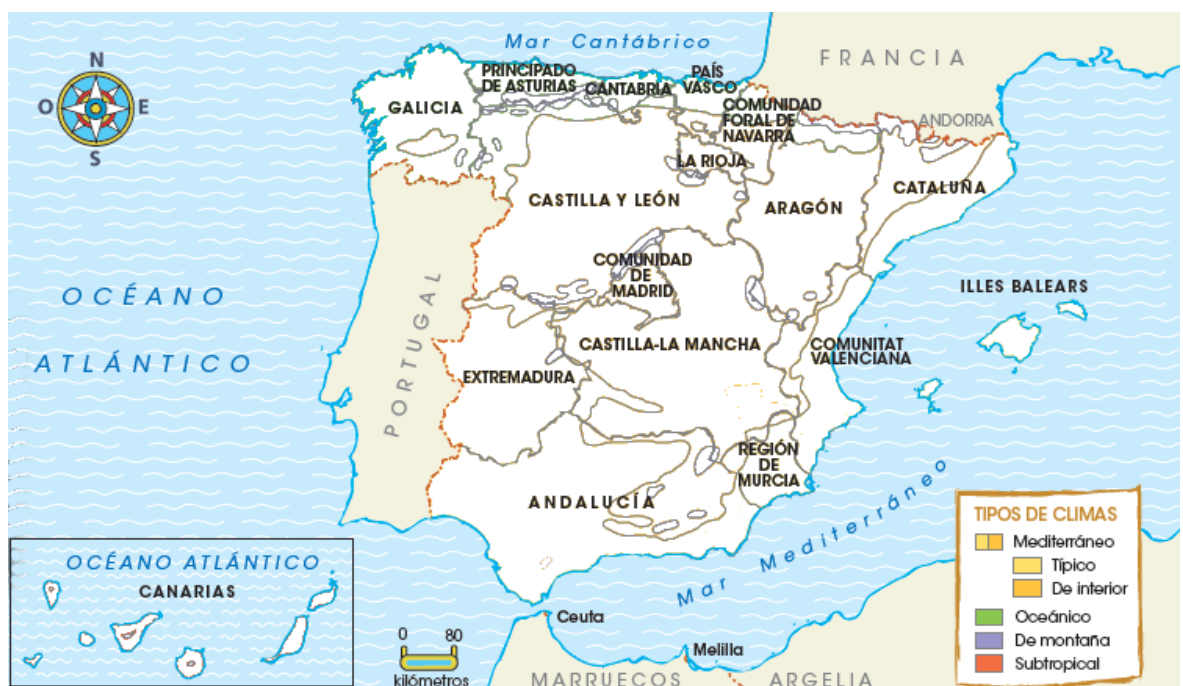 Mar Cantábrico
FRANCIA
N
O
E
S
PRINCIPADO
DE ASTURIAS
CANTABRIA
PAÍS
VASCO
GALICIA
COMUNIDAD
FORAL DE
NAVARRA
ANDORRA
LA RIOJA
CATALUÑA
CASTILLA Y LEÓN
ARAGÓN
COMUNIDAD
DE
MADRID
OCÉANO
ATLÁNTICO
PORTUGAL
ILLES BALEARS
CASTILLA-LA MANCHA
COMUNITAT
VALENCIANA
EXTREMADURA
REGIÓN
DE
MURCIA
ANDALUCÍA
Mar Mediterráneo
OCÉANO ATLÁNTICO
CANARIAS
Ceuta
Melilla
0 80
kilómetros
MARRUECOS
ARGELIA
TIPOS DE CLIMAS
Mediterráneo
Típico
De interior
Oceánico
De montaña
Subtropical